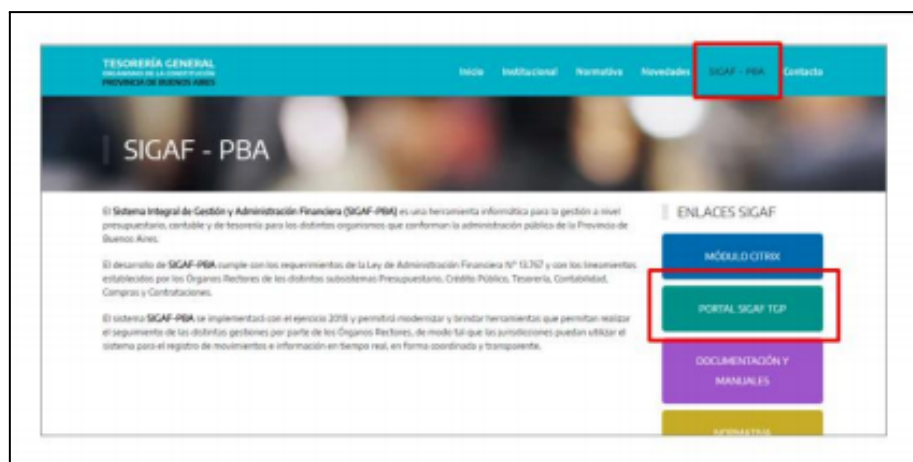 TESORERÍA GENERAL
ORGANISMO DE LA CONSTITUCIÓN
PROVINCIA DE BUENOS AIRES
Inicio Institucional Normativa Novedades SIGAF - PBA Contacto
SIGAF - PBA
El Sistema Integral de Gestión y Administración Financiera (SIGAF-PBA) es una herramienta informática para la gestión a nivel
presupuestario, contable y de tesorería para los distintos organismos que conforman la administración pública de la Provincia de
Buenos Aires.
El desarrollo de SIGAF-PBA cumple con los requerimientos de la Ley de Administración Financiera Nº 13.767 y con los lineamientos
establecidos por los Órganos Rectores de los distintos subsistemas Presupuestario, Crédito Público, Tesorería, Contabilidad,
Compras y Contrataciones.
El sistema SIGAF-PBA se implementará con el ejercicio 2018 y permitirá modernizar y brindar herramientas que permitan realizar
el seguimiento de las distintas gestiones por parte de los Órganos Rectores, de modo tal que las jurisdicciones puedan utilizar el
sistema para el registro de movimientos e información en tiempo real, en forma coordinada y transparente.
ENLACES SIGAF
MÓDULO CITRIX
PORTAL SIGAF TGP
DOCUMENTACIÓN Y
MANUALES
NORMATIVA